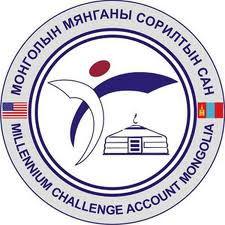 МОНГОЛЫН МЯНГАНЫ СОРИЛТЫН САН
MILLENNIUM CHALLENGE ACCOUNT MONGOLIA